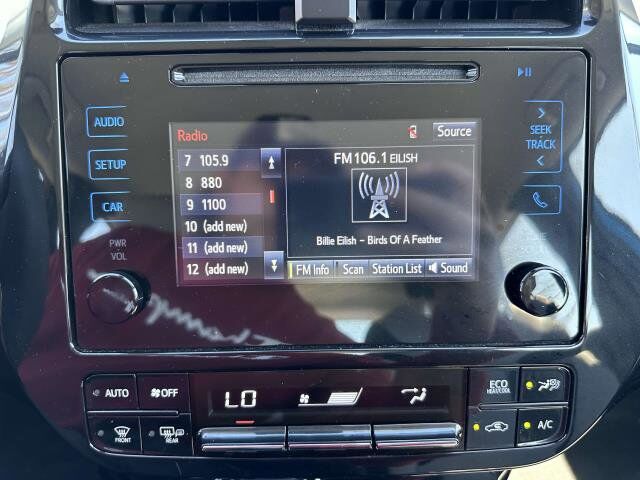 AUDIO
SETUP
CAR
PWR
VOL
Radio
Source
7 105.9
8 880
9 1100
10 (add new)
11 (add new)
12 (add new)
FM 106.1 EILISH
Billie Eilish - Birds Of A Feather
FM Info Scan Station List Sound
SEEK
TRACK
AUTO
OFF
FRONT
REAR
LO
ECO
HEAT/COOL
A/C